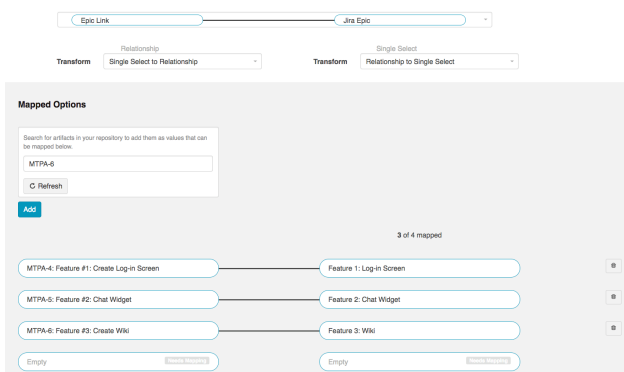 Epic Link Jira Epic
Relationship Single Select
Transform Single Select to Relationship Transform Relationship to Single Select
Mapped Options
Search for artifacts in your repository to add them as values that can
be mapped below.
MTPA-6
Refresh
Add
3 of 4 mapped
MTPA-4: Feature #1: Create Log-in Screen Feature 1: Log-in Screen
MTPA-5: Feature #2: Chat Widget Feature 2: Chat Widget
MTPA-6: Feature #3: Create Wiki Feature 3: Wiki
Empty Needs Mapping Empty Needs Mapping